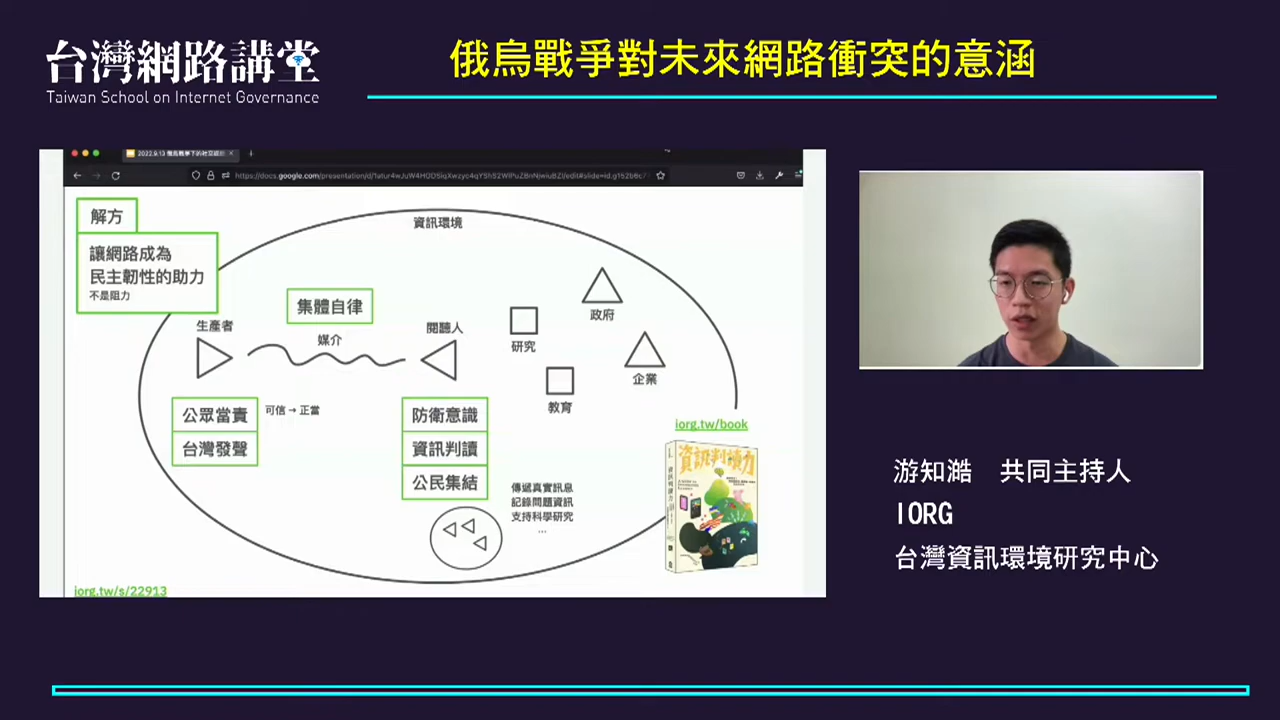 台灣網路講堂
Taiwan School on Internet Governance
俄烏戰爭對未來網路衝突的意涵
解方
讓網路成為
民主韌性的助力
不是阻力
資訊環境
集體自律
生產者
媒介
閱聽人
政府
研究
企業
教育
公眾當責
可信 → 正當
台灣發聲
防衛意識
資訊判讀
公民集結
傳遞真實訊息
記錄問題資訊
支持科學研究
...
iorg.tw/book
資訊判讀力
iorg.tw/s/22913
游知澔 共同主持人
IORG
台灣資訊環境研究中心